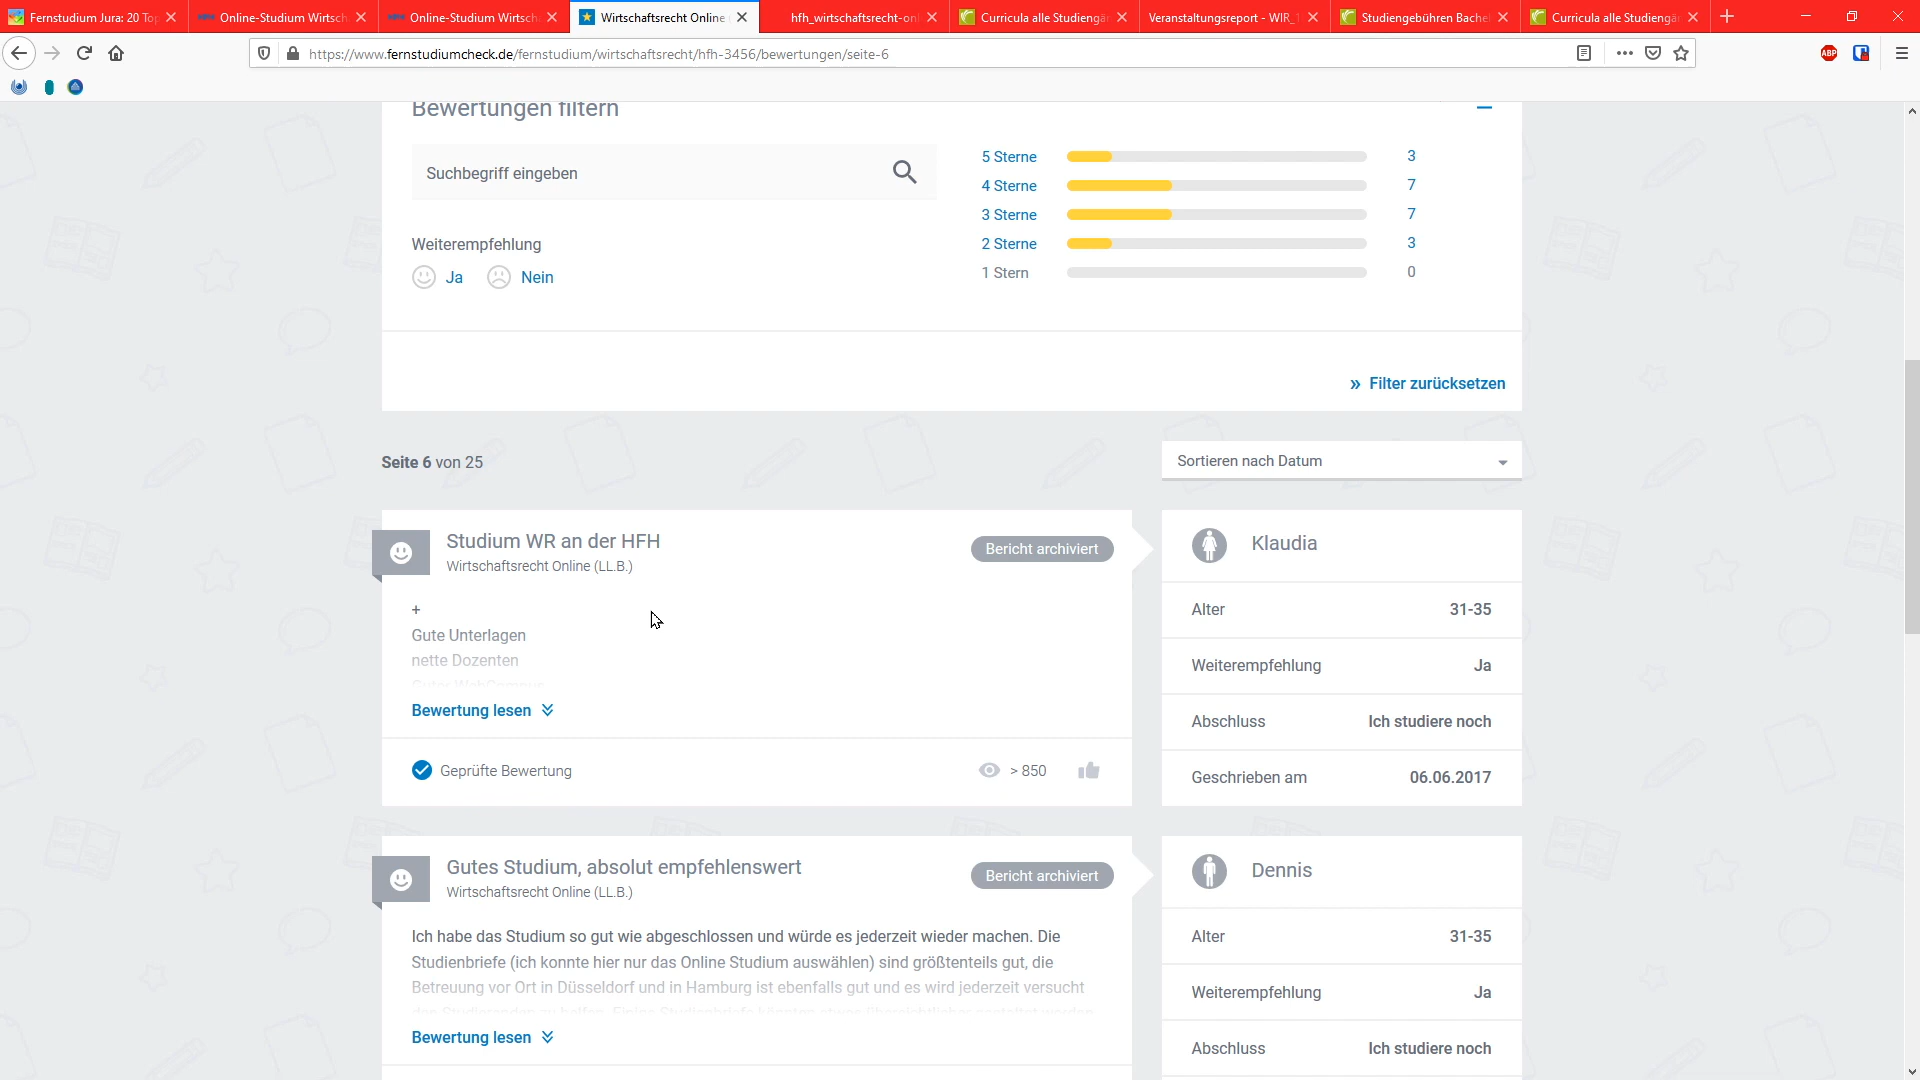 Fernstudium Jura: 20 Top
Online-Studium Wirtsch
Online-Studium Wirtsch
Wirtschaftsrecht Online
hfh_wirtschaftsrecht-onl
Curricula alle Studiengä
Veranstaltungsreport - WIR_
Studiengebühren Bache
Curricula alle Studiengä
https://www.fernstudiumcheck.de/fernstudium/wirtschaftsrecht/hfh-3456/bewertungen/seite-6
ABP
Bewertungen filtern
Suchbegriff eingeben
5 Sterne 3
4 Sterne 7
3 Sterne 7
2 Sterne 3
1 Stern 0
Weiterempfehlung
Ja Nein
» Filter zurücksetzen
Seite 6 von 25
Sortieren nach Datum
Studium WR an der HFH
Wirtschaftsrecht Online (LL.B.)
Bericht archiviert
+
Gute Unterlagen
nette Dozenten
Guter WebCampus
Bewertung lesen
Geprüfte Bewertung
> 850
Klaudia
Alter 31-35
Weiterempfehlung Ja
Abschluss Ich studiere noch
Geschrieben am 06.06.2017
Gutes Studium, absolut empfehlenswert
Wirtschaftsrecht Online (LL.B.)
Bericht archiviert
Ich habe das Studium so gut wie abgeschlossen und würde es jederzeit wieder machen. Die
Studienbriefe (ich konnte hier nur das Online Studium auswählen) sind größtenteils gut, die
Betreuung vor Ort in Düsseldorf und in Hamburg ist ebenfalls gut und es wird jederzeit versucht
Bewertung lesen
Dennis
Alter 31-35
Weiterempfehlung Ja
Abschluss Ich studiere noch